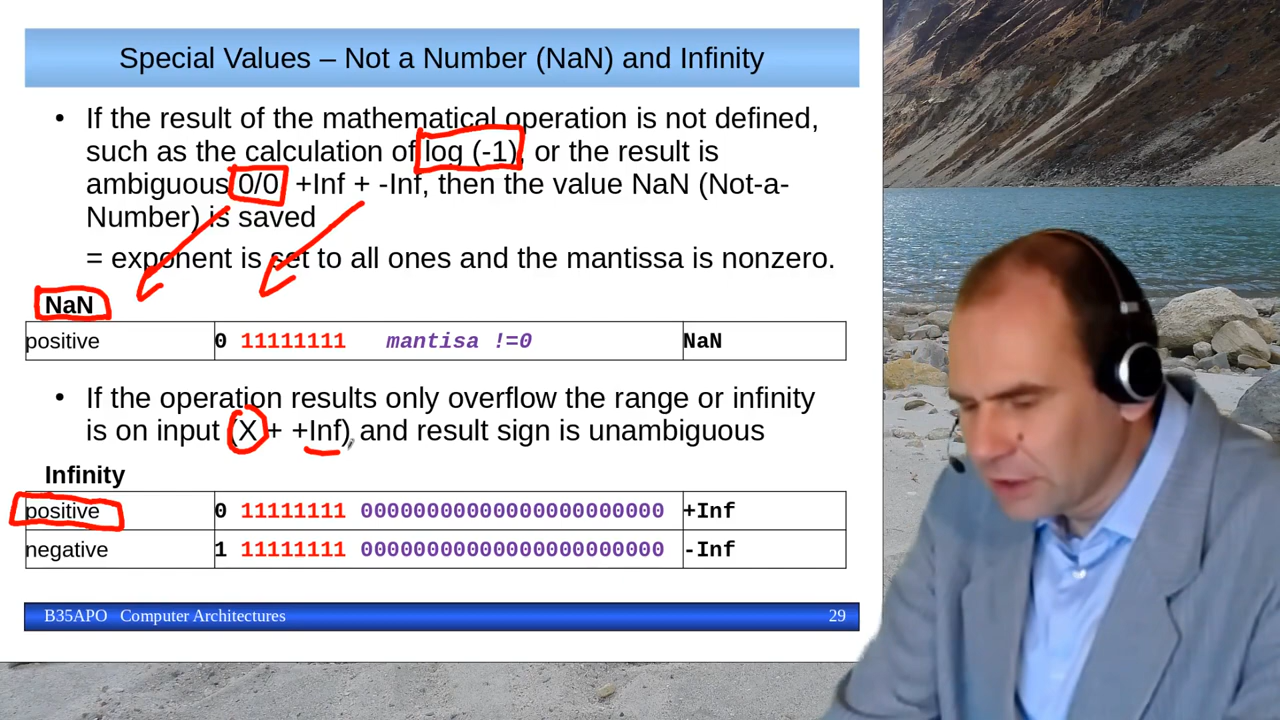 Special Values – Not a Number (NaN) and Infinity
• If the result of the mathematical operation is not defined,
such as the calculation of log (-1), or the result is
ambiguous 0/0, +Inf + -Inf, then the value NaN (Not-a-
Number) is saved
= exponent is set to all ones and the mantissa is nonzero.
NaN
positive 0 11111111 mantisa !=0 NaN
• If the operation results only overflow the range or infinity
is on input (X + +Inf), and result sign is unambiguous
Infinity
positive 0 11111111 00000000000000000000000 +Inf
negative 1 11111111 00000000000000000000000 -Inf
B35APO Computer Architectures 29